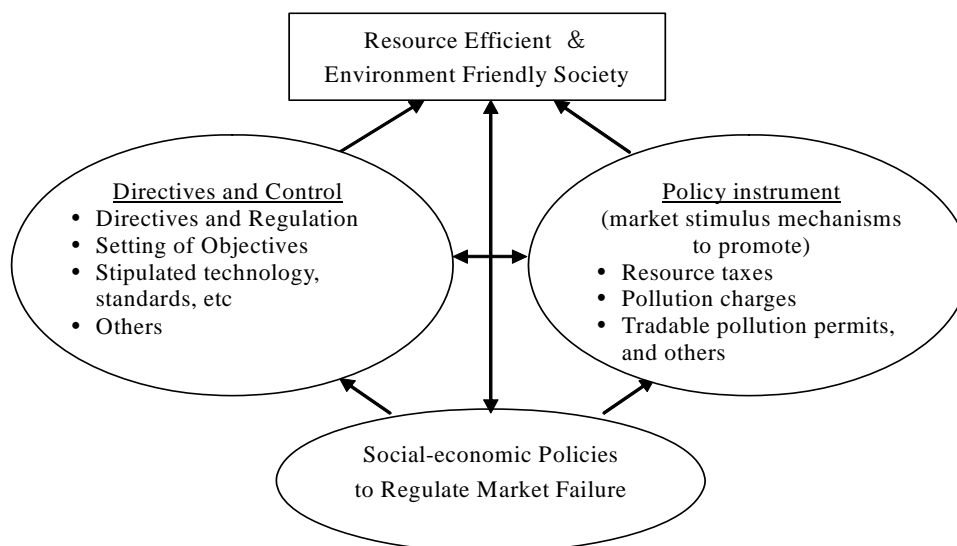 Resource Efficient &
Environment Friendly Society
Directives and Control
• Directives and Regulation
• Setting of Objectives
• Stipulated technology,
standards, etc
• Others
Policy instrument
(market stimulus mechanisms
to promote)
• Resource taxes
• Pollution charges
• Tradable pollution permits,
and others
Social-economic Policies
to Regulate Market Failure